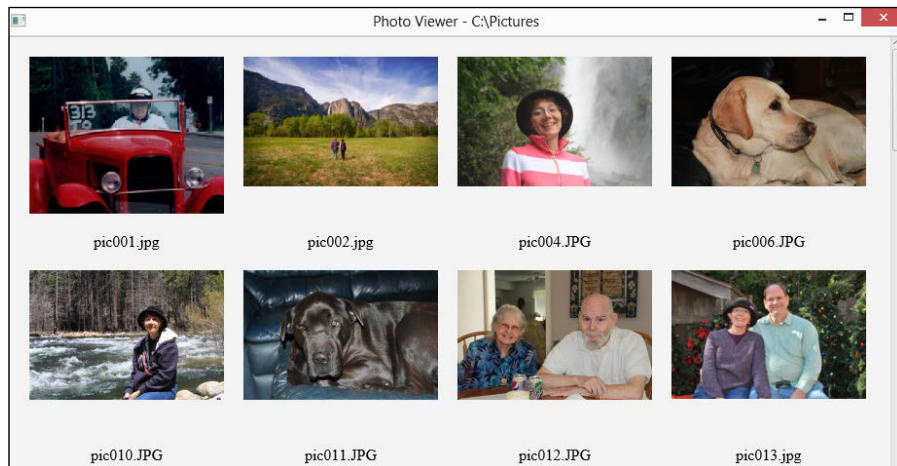 Photo Viewer - C:\Pictures
313
pic001.jpg pic002.jpg pic004.JPG pic006.JPG
pic010.JPG pic011.JPG pic012.JPG pic013.jpg